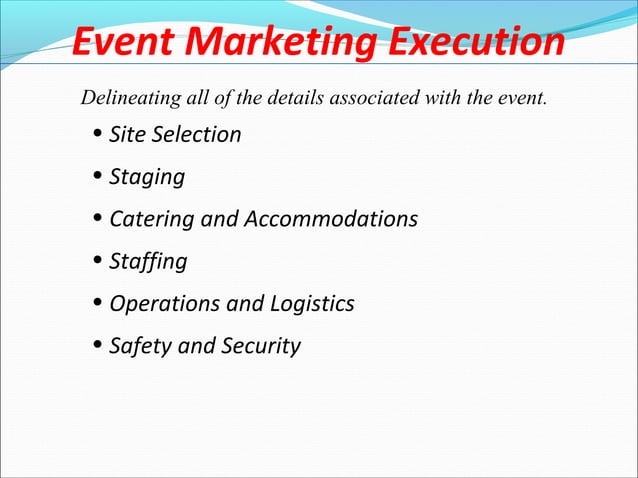 Event Marketing Execution
Delineating all of the details associated with the event.
• Site Selection
• Staging
• Catering and Accommodations
• Staffing
• Operations and Logistics
• Safety and Security